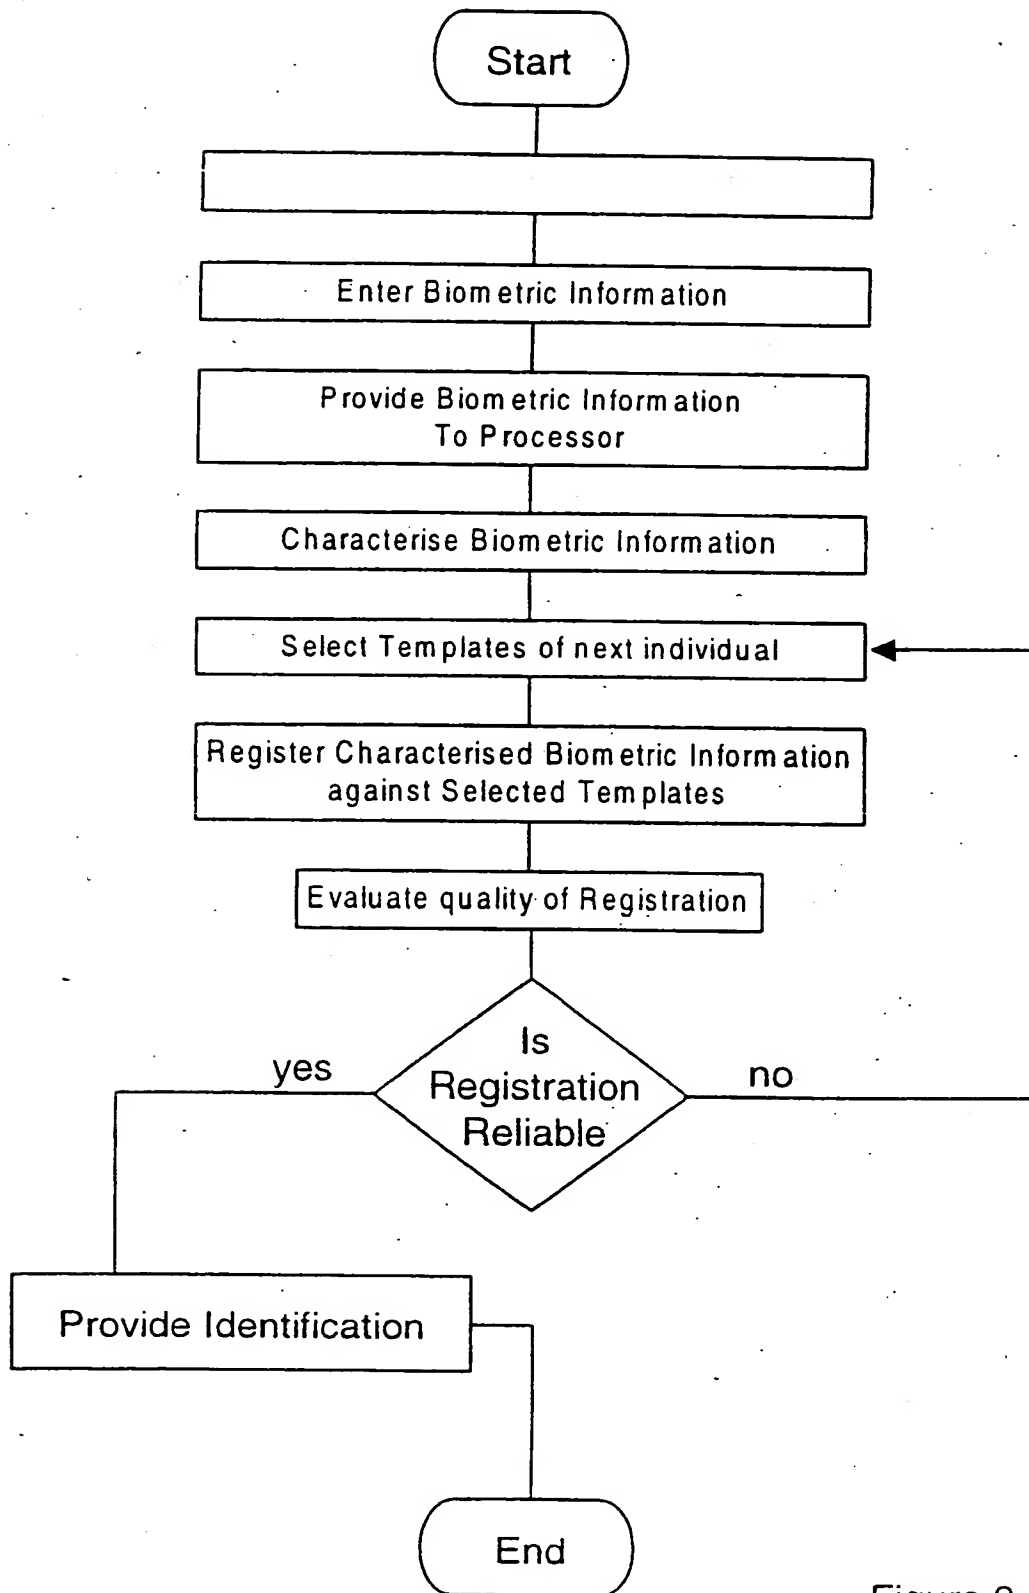 Start
Enter Biometric Information
Provide Biometric Information
To Processor
Characterise Biometric Information
Select Templates of next individual
Register Characterised Biometric Information
against Selected Templates
Evaluate quality of Registration
Is
Registration
Reliable
yes
no
Provide Identification
End
Figure